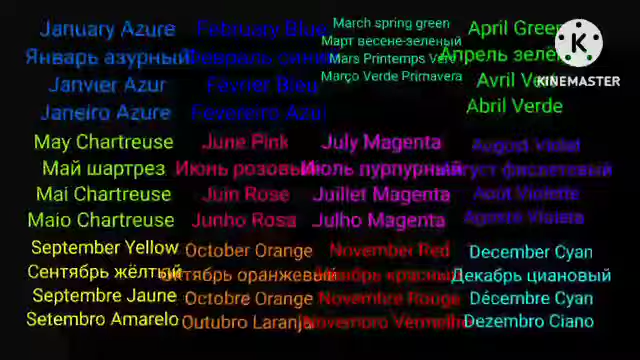 January Azure
Январь азурный
Janvier Azur
Janeiro Azure
February Blue
Февраль синий
Février Bleu
Fevereiro Azul
March spring green
Март весене-зеленый
Mars Printemps Vere
Março Verde Primavera
April Green
Апрель зелё
Avril Ve
Abril Verde
KINEMASTER
May Chartreuse
Май шартрез
Mai Chartreuse
Maio Chartreuse
June Pink
Июнь розовы
Juin Rose
Junho Rosa
July Magenta
Июль пурпурный
Juillet Magenta
Julho Magenta
August Violet
густ фиолетовый
Août Violette
Agosto Violeta
September Yellow
Сентябрь жёлтый
Septembre Jaune
Setembro Amarelo
October Orange
Октябрь оранжевый
Octobre Orange
Outubro Laranja
November Red
Ноябрь красный
Novembre Rouge
Novembro Vermelho
December Cyan
Декабрь циановый
Décembre Cyan
Dezembro Ciano